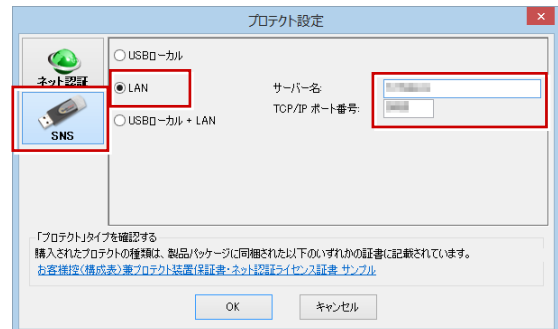 プロテクト設定
ネット認証
SNS
USBローカル
LAN
USBローカル + LAN
サーバー名:
TCP/IP ポート番号:
「プロテクト」タイプを確認する
購入されたプロテクトの種類は、製品パッケージに同梱された以下のいずれかの証書に記載されています。
お客様控(構成表)兼プロテクト装置保証書・ネット認証ライセンス証書 サンプル
OK
キャンセル